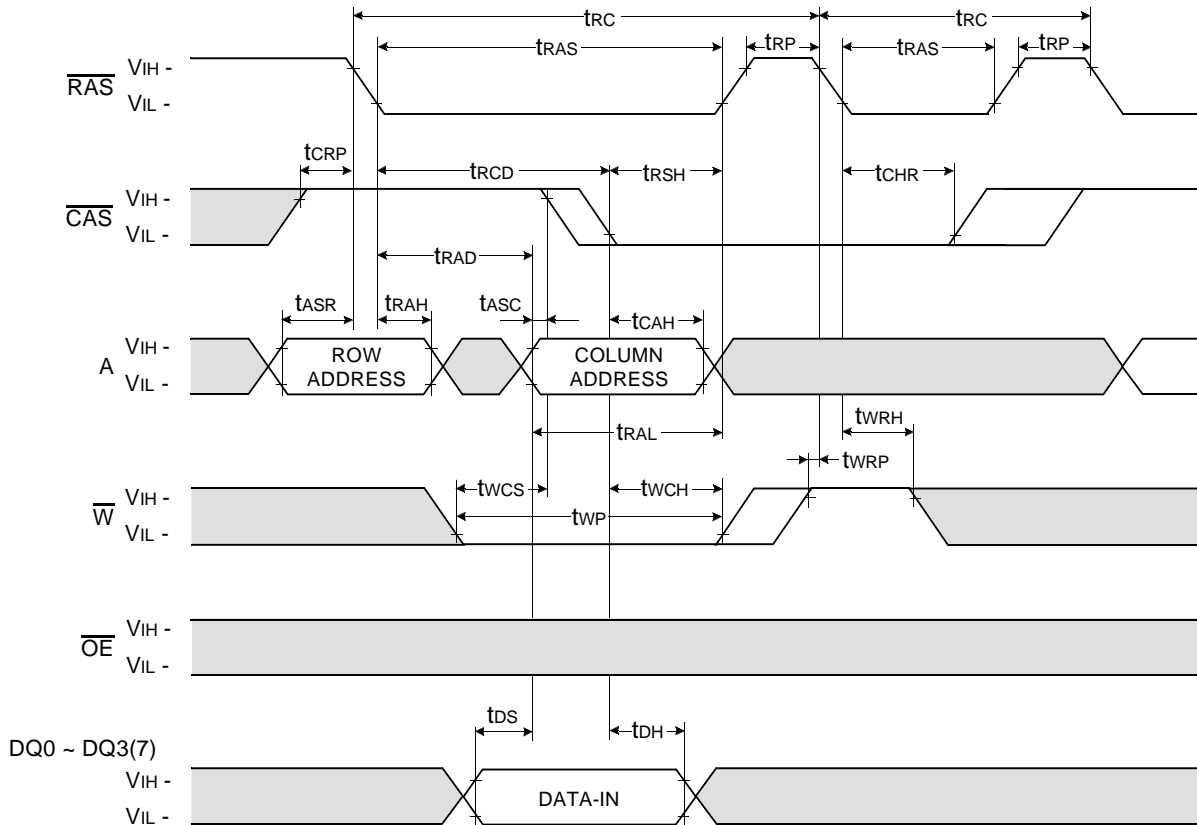 tRC tRC
tRAS tRP tRAS tRP
RAS VIH -
VIL -
tCRP tRCD tRSH tCHR
CAS VIH -
VIL -
tRAD
tASR tRAH tASC tCAH
A VIH -
VIL -
ROW ADDRESS
COLUMN ADDRESS
tRAL tWRH
tWRP
tWCS tWCH
W VIH -
VIL -
tWP
OE VIH -
VIL -
tDS tDH
DQ0 ~ DQ3(7)
VIH -
VIL -
DATA-IN